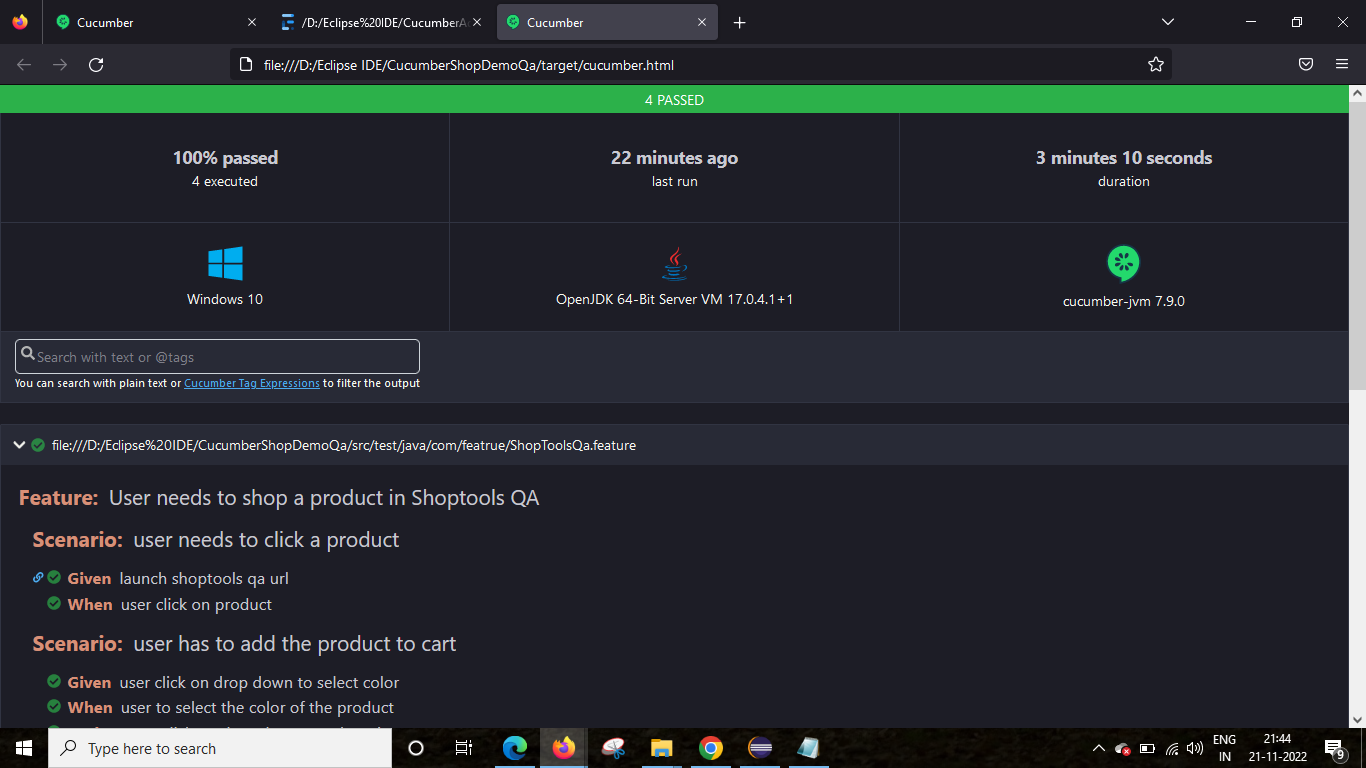 Cucumber
/D:/Eclipse%20IDE/CucumberA
Cucumber
file:///D:/Eclipse IDE/CucumberShopDemoQa/target/cucumber.html
4 PASSED
100% passed
4 executed
22 minutes ago
last run
3 minutes 10 seconds
duration
Windows 10
OpenJDK 64-Bit Server VM 17.0.4.1+1
cucumber-jvm 7.9.0
Search with text or @tags
You can search with plain text or Cucumber Tag Expressions to filter the output
file:///D:/Eclipse%20IDE/CucumberShopDemoQa/src/test/java/com/featrue/ShopToolsQa.feature
Feature: User needs to shop a product in Shoptools QA
Scenario: user needs to click a product
Given launch shoptools qa url
When user click on product
Scenario: user has to add the product to cart
Given user click on drop down to select color
When user to select the color of the product
Type here to search
ENG
IN
21:44
21-11-2022
9